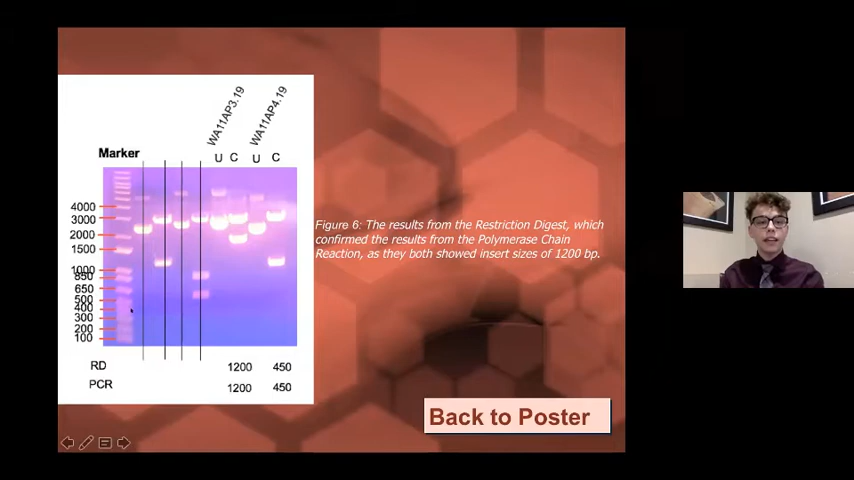 WA11AP3.19
WA11AP4.19
Marker
U C U C
4000
3000
2000
1500
1000
850
650
500
400
300
200
100
Figure 6: The results from the Restriction Digest, which
confirmed the results from the Polymerase Chain
Reaction, as they both showed insert sizes of 1200 bp.
RD 1200 450
PCR 1200 450
Back to Poster